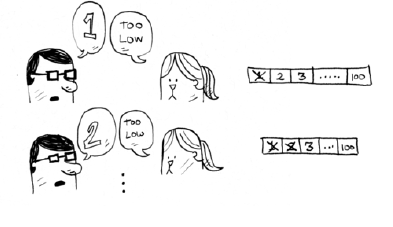 1
TOO
LOW
1 2 3 ...... 100
2
TOO
LOW
1 2 3 ... 100